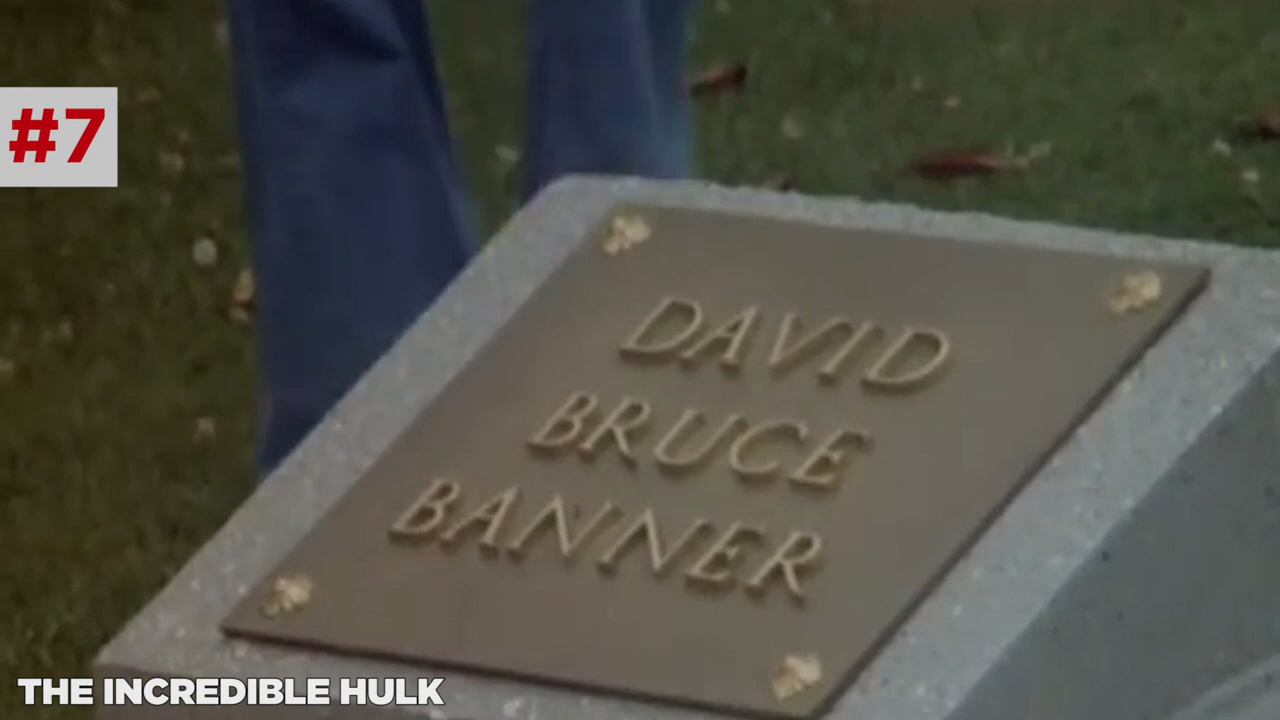 #7
DAVID
BRUCE
BANNER
THE INCREDIBLE HULK